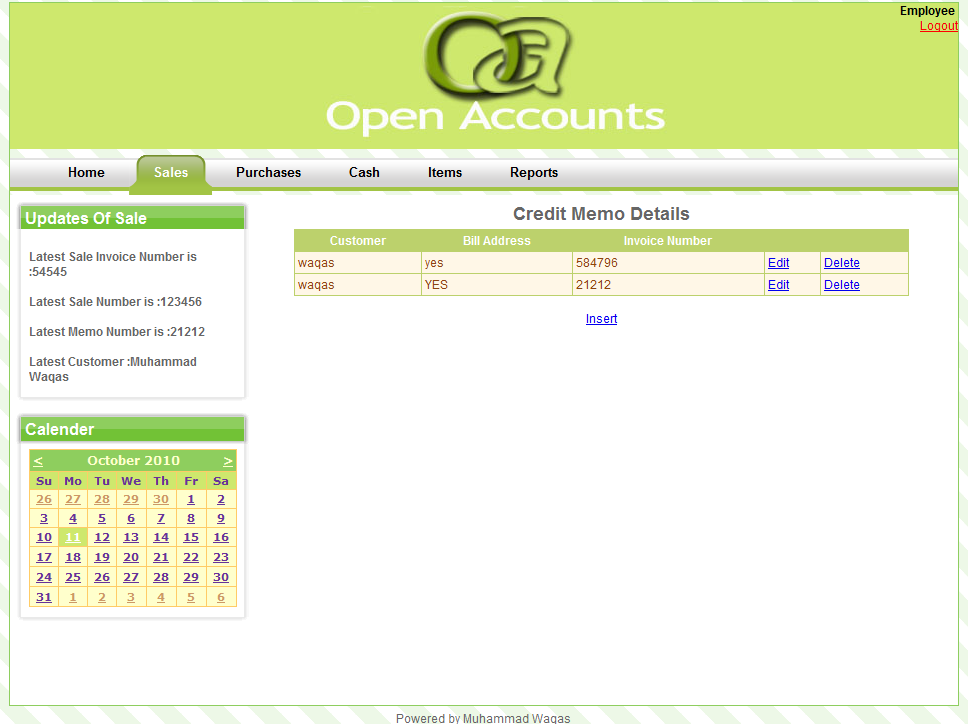 Employee
Logout
Oa
Open Accounts
Home Sales Purchases Cash Items Reports
Updates Of Sale
Latest Sale Invoice Number is
:54545
Latest Sale Number is :123456
Latest Memo Number is :21212
Latest Customer :Muhammad
Waqas
Calender
< October 2010 >
Su Mo Tu We Th Fr Sa
26 27 28 29 30 1 2
3 4 5 6 7 8 9
10 11 12 13 14 15 16
17 18 19 20 21 22 23
24 25 26 27 28 29 30
31 1 2 3 4 5 6
Credit Memo Details
Customer Bill Address Invoice Number
waqas yes 584796 Edit Delete
waqas YES 21212 Edit Delete
Insert
Powered by Muhammad Waqas